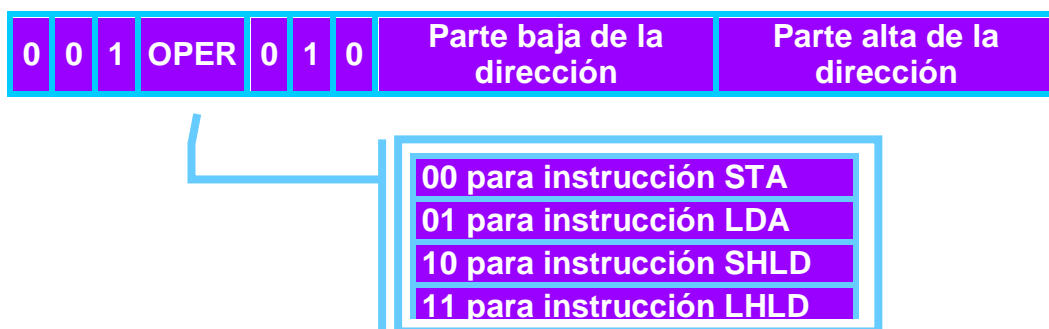 0 0 1 OPER 0 1 0 Parte baja de la dirección Parte alta de la dirección
00 para instrucción STA
01 para instrucción LDA
10 para instrucción SHLD
11 para instrucción LHLD